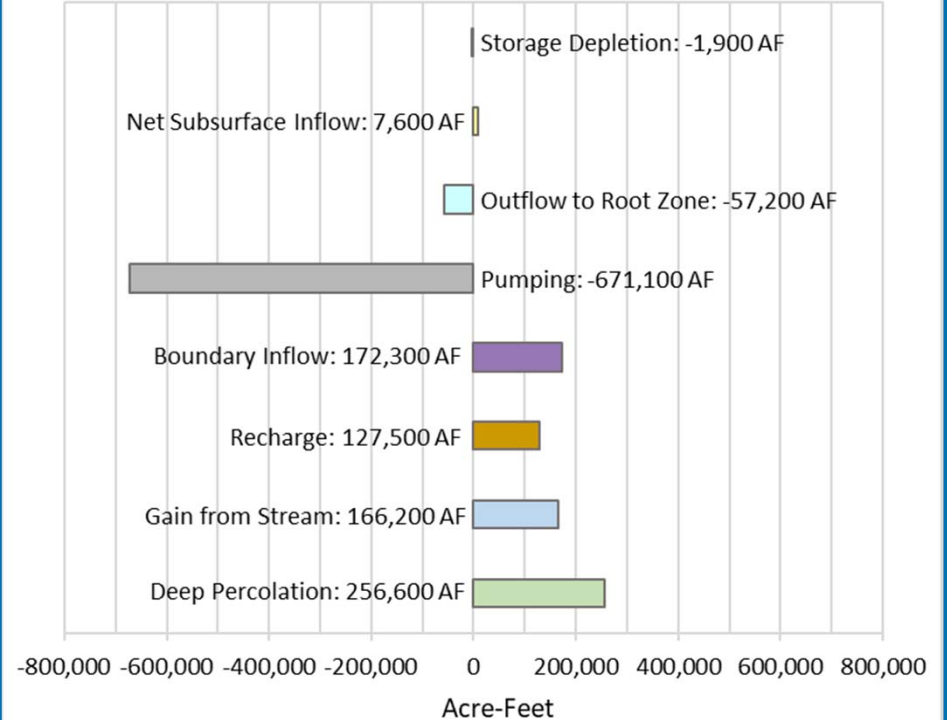 Storage Depletion: -1,900 AF
Net Subsurface Inflow: 7,600 AF
Outflow to Root Zone: -57,200 AF
Pumping: -671,100 AF
Boundary Inflow: 172,300 AF
Recharge: 127,500 AF
Gain from Stream: 166,200 AF
Deep Percolation: 256,600 AF
-800,000 -600,000 -400,000 -200,000 0 200,000 400,000 600,000 800,000
Acre-Feet